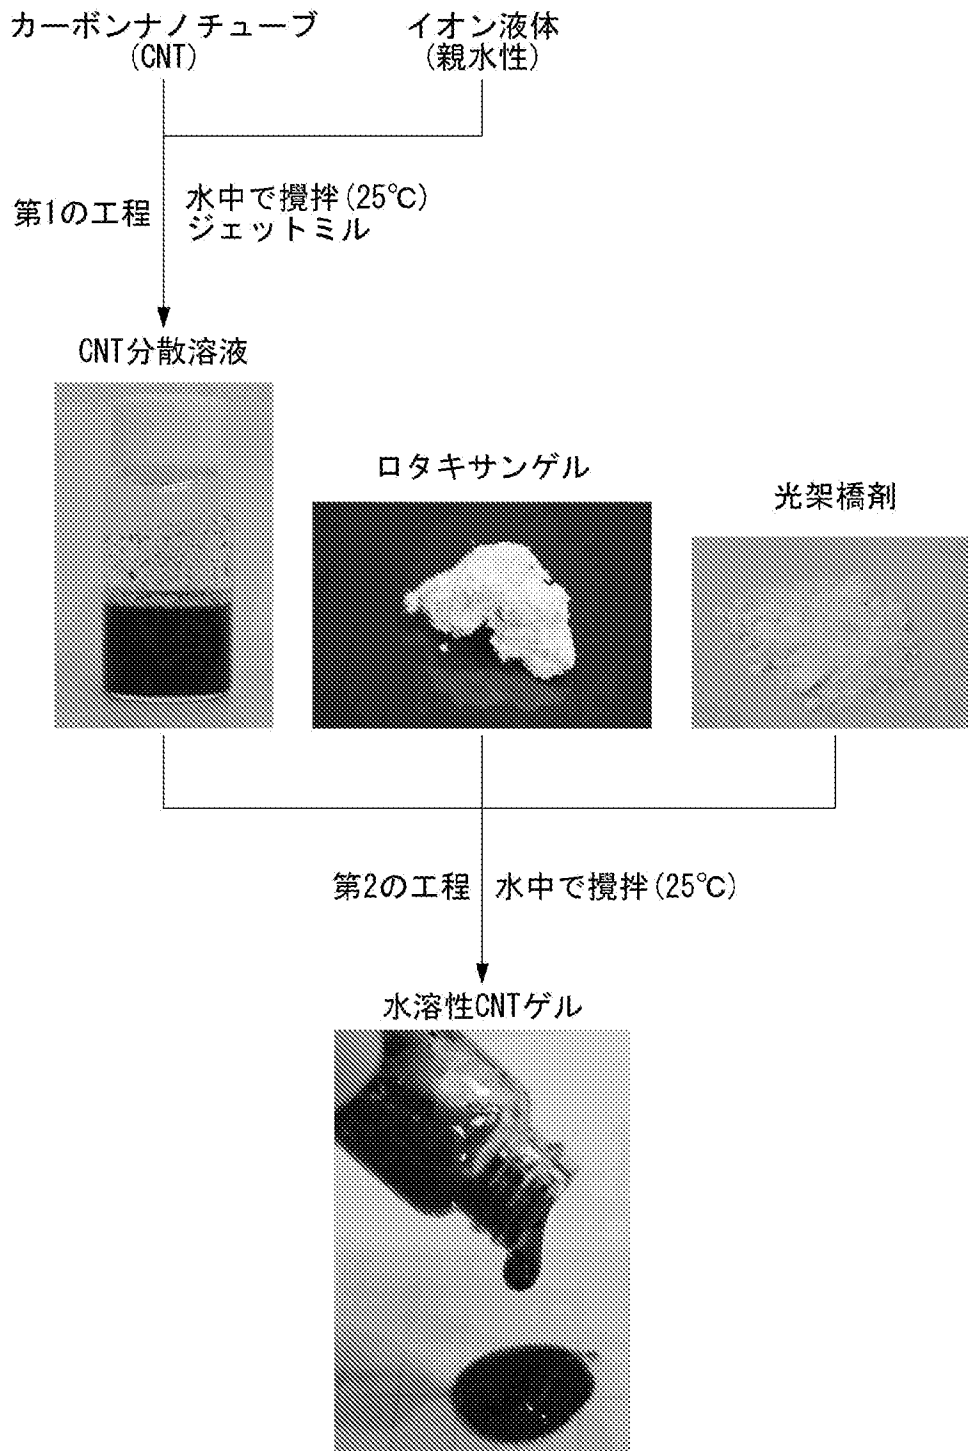 カーボンナノチューブ
(CNT)
イオン液体
(親水性)
第1の工程
水中で攪拌(25℃)
ジェットミル
CNT分散溶液
ロタキサンゲル
光架橋剤
第2の工程
水中で攪拌(25℃)
水溶性CNTゲル